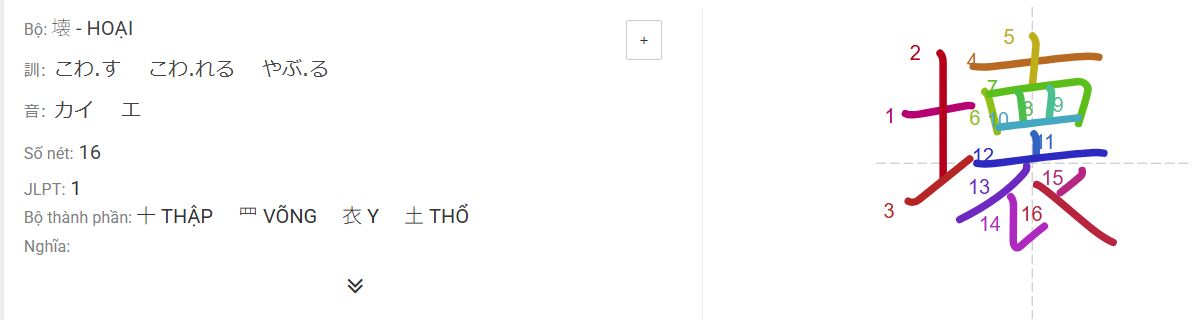 Bộ: 壊 - HOẠI
+
訓: こわ.す こわ.れる やぶ.る
音: カイ エ
Số nét: 16
JLPT: 1
Bộ thành phần: 十 THẬP 罒 VÕNG 衣 Y 土 THỔ
Nghĩa:
壊
1
2
3
4
5
6
7
8
9
10
11
12
13
14
15
16